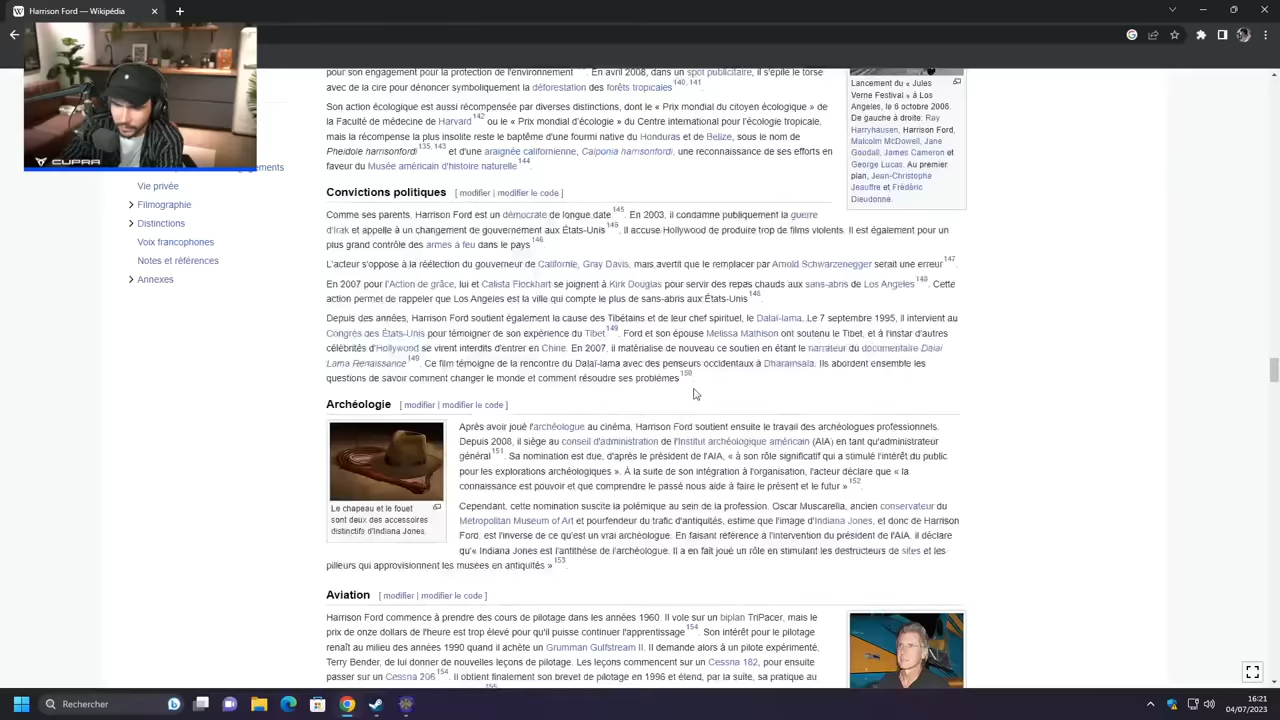 Harrison Ford — Wikipédia
CUPRA
Vie privée
Filmographie
Distinctions
Voix francophones
Notes et références
Annexes
pour son engagement pour la protection de l'environnement . En avril 2008, dans un spot publicitaire, il s'épile le torse
avec de la cire pour dénoncer symboliquement la déforestation des forêts tropicales 140, 141
Son action écologique est aussi récompensée par diverses distinctions, dont le « Prix mondial du citoyen écologique » de
la Faculté de médecine de Harvard 142 ou le « Prix mondial d'écologie » du Centre international pour l'écologie tropicale,
mais la récompense la plus insolite reste le baptême d'une fourmi native du Honduras et de Belize, sous le nom de
Pheidole harrisonfordi 135, 143 et d'une araignée californienne, Calponia harrisonfordi, une reconnaissance de ses efforts en
faveur du Musée américain d'histoire naturelle 144.
Lancement du « Jules
Verne Festival » à Los
Angeles, le 6 octobre 2006.
De gauche à droite: Ray
Harryhausen, Harrison Ford,
Malcolm McDowell, Jane
Goodall, James Cameron et
George Lucas. Au premier
plan, Jean-Christophe
Jeauffre et Frédéric
Dieudonné.
Convictions politiques [ modifier | modifier le code ]
Comme ses parents, Harrison Ford est un démocrate de longue date 145. En 2003, il condamne publiquement la guerre
d'Irak et appelle à un changement de gouvernement aux États-Unis 146. Il accuse Hollywood de produire trop de films violents. Il est également pour un
plus grand contrôle des armes à feu dans le pays 146.
L'acteur s'oppose à la réélection du gouverneur de Californie, Gray Davis, mais avertit que le remplacer par Arnold Schwarzenegger serait une erreur 147.
En 2007 pour l'Action de grâce, lui et Calista Flockhart se joignent à Kirk Douglas pour servir des repas chauds aux sans-abris de Los Angeles 148. Cette
action permet de rappeler que Los Angeles est la ville qui compte le plus de sans-abris aux États-Unis 148.
Depuis des années, Harrison Ford soutient également la cause des Tibétains et de leur chef spirituel, le Dalaï-lama. Le 7 septembre 1995, il intervient au
Congrès des États-Unis pour témoigner de son expérience du Tibet 149. Ford et son épouse Melissa Mathison ont soutenu le Tibet, et à l'instar d'autres
célébrités d'Hollywood se virent interdits d'entrer en Chine. En 2007, il matérialise de nouveau ce soutien en étant le narrateur du documentaire Dalai
Lama Renaissance 149. Ce film témoigne de la rencontre du Dalaï-lama avec des penseurs occidentaux à Dharamsala. Ils abordent ensemble les
questions de savoir comment changer le monde et comment résoudre ses problèmes 150.
Archéologie [ modifier | modifier le code ]
Le chapeau et le fouet
sont deux des accessoires
distinctifs d'Indiana Jones.
Après avoir joué l'archéologue au cinéma, Harrison Ford soutient ensuite le travail des archéologues professionnels.
Depuis 2008, il siège au conseil d'administration de l'Institut archéologique américain (AIA) en tant qu'administrateur
général 151. Sa nomination est due, d'après le président de l'AIA, « à son rôle significatif qui a stimulé l'intérêt du public
pour les explorations archéologiques ». À la suite de son intégration à l'organisation, l'acteur déclare que « la
connaissance est pouvoir et que comprendre le passé nous aide à faire le présent et le futur » 152.
Cependant, cette nomination suscite la polémique au sein de la profession. Oscar Muscarella, ancien conservateur du
Metropolitan Museum of Art et pourfendeur du trafic d'antiquités, estime que l'image d'Indiana Jones, et donc de Harrison
Ford, est l'inverse de ce qu'est un vrai archéologue. En faisant référence à l'intervention du président de l'AIA, il déclare
qu'« Indiana Jones est l'antithèse de l'archéologue. Il a en fait joué un rôle en stimulant les destructeurs de sites et les
pilleurs qui approvisionnent les musées en antiquités » 153.
Aviation [ modifier | modifier le code ]
Harrison Ford commence à prendre des cours de pilotage dans les années 1960. Il vole sur un biplan TriPacer, mais le
prix de onze dollars de l'heure est trop élevé pour qu'il puisse continuer l'apprentissage 154. Son intérêt pour le pilotage
renaît au milieu des années 1990 quand il achète un Grumman Gulfstream II. Il demande alors à un pilote expérimenté,
Terry Bender, de lui donner de nouvelles leçons de pilotage. Les leçons commencent sur un Cessna 182, pour ensuite
passer sur un Cessna 206 154. Il obtient finalement son brevet de pilotage en 1996 et étend, par la suite, sa pratique au
155
Rechercher
16:21
04/07/2023